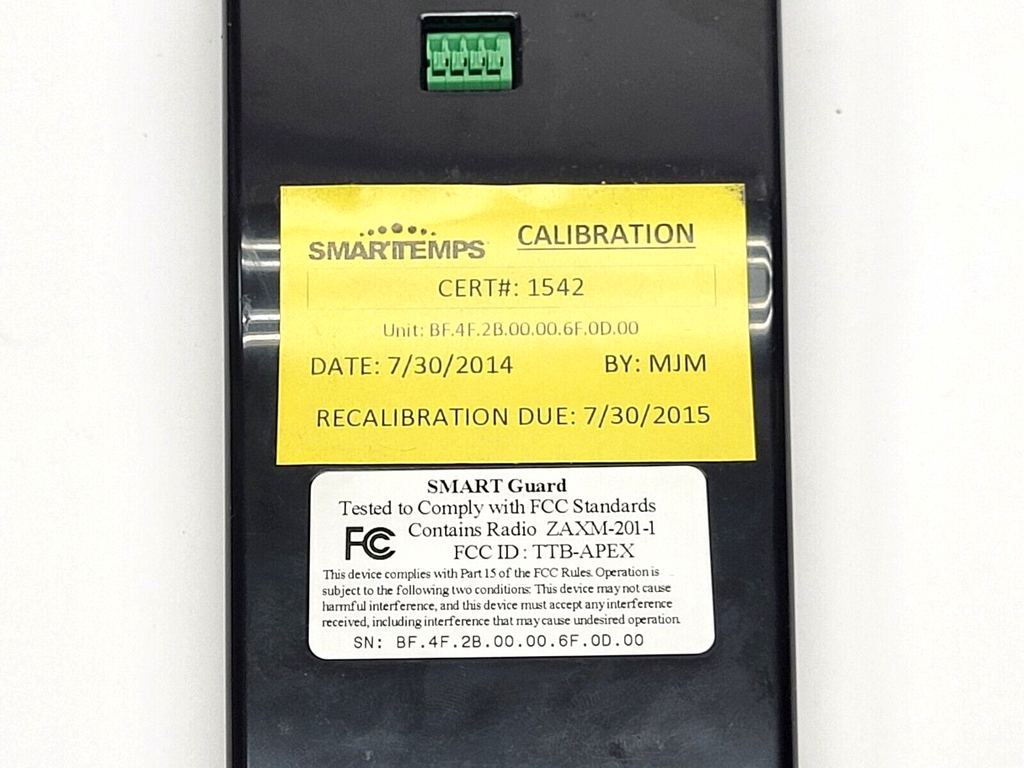 SMARTTEMPS
CALIBRATION
CERT#: 1542
Unit: BF.4F.2B.00.00.6F.0D.00
DATE: 7/30/2014 BY: MJM
RECALIBRATION DUE: 7/30/2015
SMART Guard
Tested to Comply with FCC Standards
FC Contains Radio ZAXM-201-1
FCC ID : TTB-APEX
This device complies with Part 15 of the FCC Rules. Operation is
subject to the following two conditions: This device may not cause
harmful interference, and this device must accept any interference
received, including interference that may cause undesired operation.
SN: BF.4F.2B.00.00.6F.0D.00